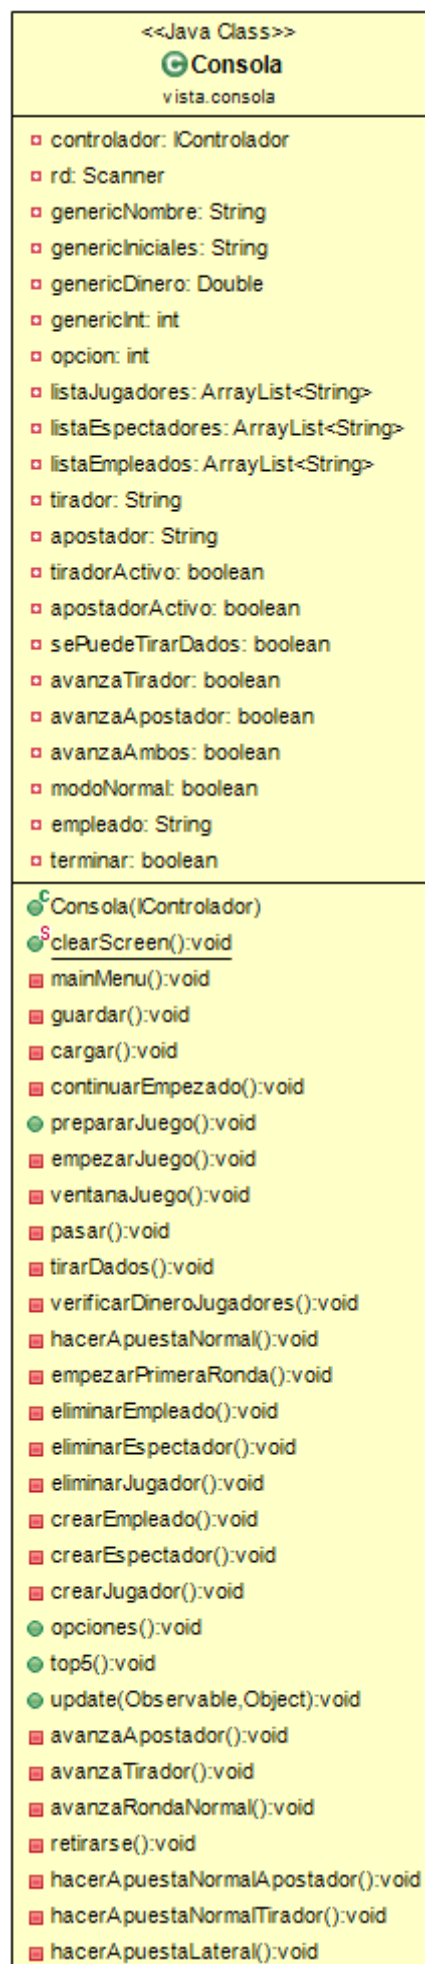 <<Java Class>>
C Consola
vista.consola
controlador: IControlador
rd: Scanner
genericNombre: String
genericIniciales: String
genericDinero: Double
genericInt: int
opcion: int
listaJugadores: ArrayList<String>
listaEspectadores: ArrayList<String>
listaEmpleados: ArrayList<String>
tirador: String
apostador: String
tiradorActivo: boolean
apostadorActivo: boolean
sePuedeTirarDados: boolean
avanzaTirador: boolean
avanzaApostador: boolean
avanzaAmbos: boolean
modoNormal: boolean
empleado: String
terminar: boolean
C Consola(IControlador)
S clearScreen():void
mainMenu():void
guardar():void
cargar():void
continuarEmpezado():void
prepararJuego():void
empezarJuego():void
ventanaJuego():void
pasar():void
tirarDados():void
verificarDineroJugadores():void
hacerApuestaNormal():void
empezarPrimeraRonda():void
eliminarEmpleado():void
eliminarEspectador():void
eliminarJugador():void
crearEmpleado():void
crearEspectador():void
crearJugador():void
opciones():void
top5():void
update(Observable,Object):void
avanzaApostador():void
avanzaTirador():void
avanzaRondaNormal():void
retirarse():void
hacerApuestaNormalApostador():void
hacerApuestaNormalTirador():void
hacerApuestaLateral():void